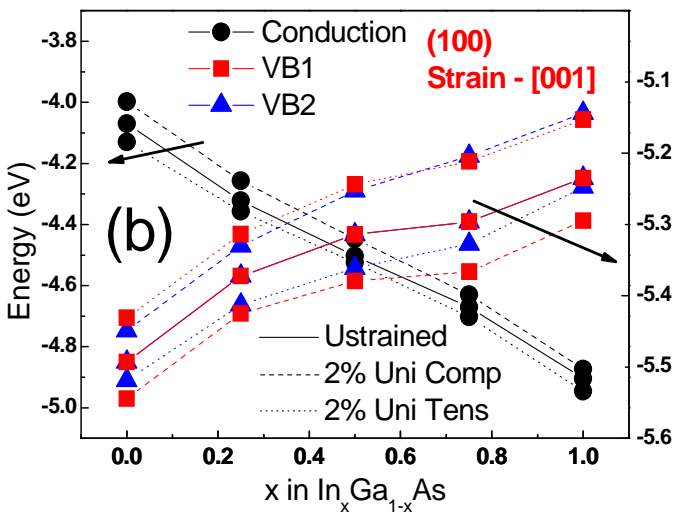 Conduction
VB1
VB2
(100)
Strain - [001]
(b)
Ustrained
2% Uni Comp
2% Uni Tens
Energy (eV)
-3.8
-4.0
-4.2
-4.4
-4.6
-4.8
-5.0
-5.1
-5.2
-5.3
-5.4
-5.5
-5.6
0.0 0.2 0.4 0.6 0.8 1.0
x in InₓGa₁₋ₓAs